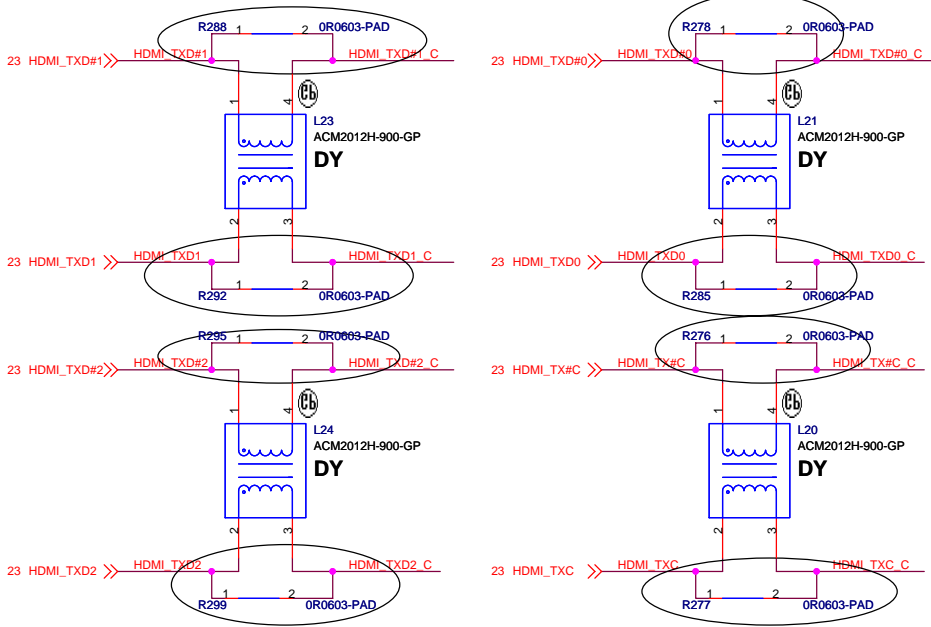 R288 1 2 0R0603-PAD
23 HDMI_TXD#1 HDMI_TXD#1 HDMI_TXD#1_C
1 4
L23
ACM2012H-900-GP
DY
2 3
23 HDMI_TXD1 HDMI_TXD1 HDMI_TXD1_C
R292 1 2 0R0603-PAD
R278 1 2 0R0603-PAD
23 HDMI_TXD#0 HDMI_TXD#0 HDMI_TXD#0_C
1 4
L21
ACM2012H-900-GP
DY
2 3
23 HDMI_TXD0 HDMI_TXD0 HDMI_TXD0_C
R285 1 2 0R0603-PAD
R295 1 2 0R0603-PAD
23 HDMI_TXD#2 HDMI_TXD#2 HDMI_TXD#2_C
1 4
L24
ACM2012H-900-GP
DY
2 3
23 HDMI_TXD2 HDMI_TXD2 HDMI_TXD2_C
R299 1 2 0R0603-PAD
R276 1 2 0R0603-PAD
23 HDMI_TX#C HDMI_TX#C HDMI_TX#C_C
1 4
L20
ACM2012H-900-GP
DY
2 3
23 HDMI_TXC HDMI_TXC HDMI_TXC_C
R277 1 2 0R0603-PAD